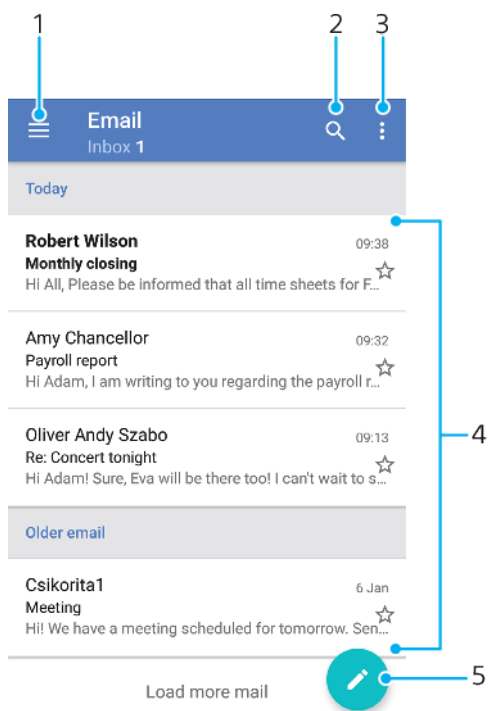 1 2 3
Email
Inbox 1
Today
Robert Wilson 09:38
Monthly closing
Hi All, Please be informed that all time sheets for F...
Amy Chancellor 09:32
Payroll report
Hi Adam, I am writing to you regarding the payroll r...
Oliver Andy Szabo 09:13
Re: Concert tonight
Hi Adam! Sure, Eva will be there too! I can't wait to s...
4
Older email
Csikorita1 6 Jan
Meeting
Hi! We have a meeting scheduled for tomorrow. Sen...
5
Load more mail